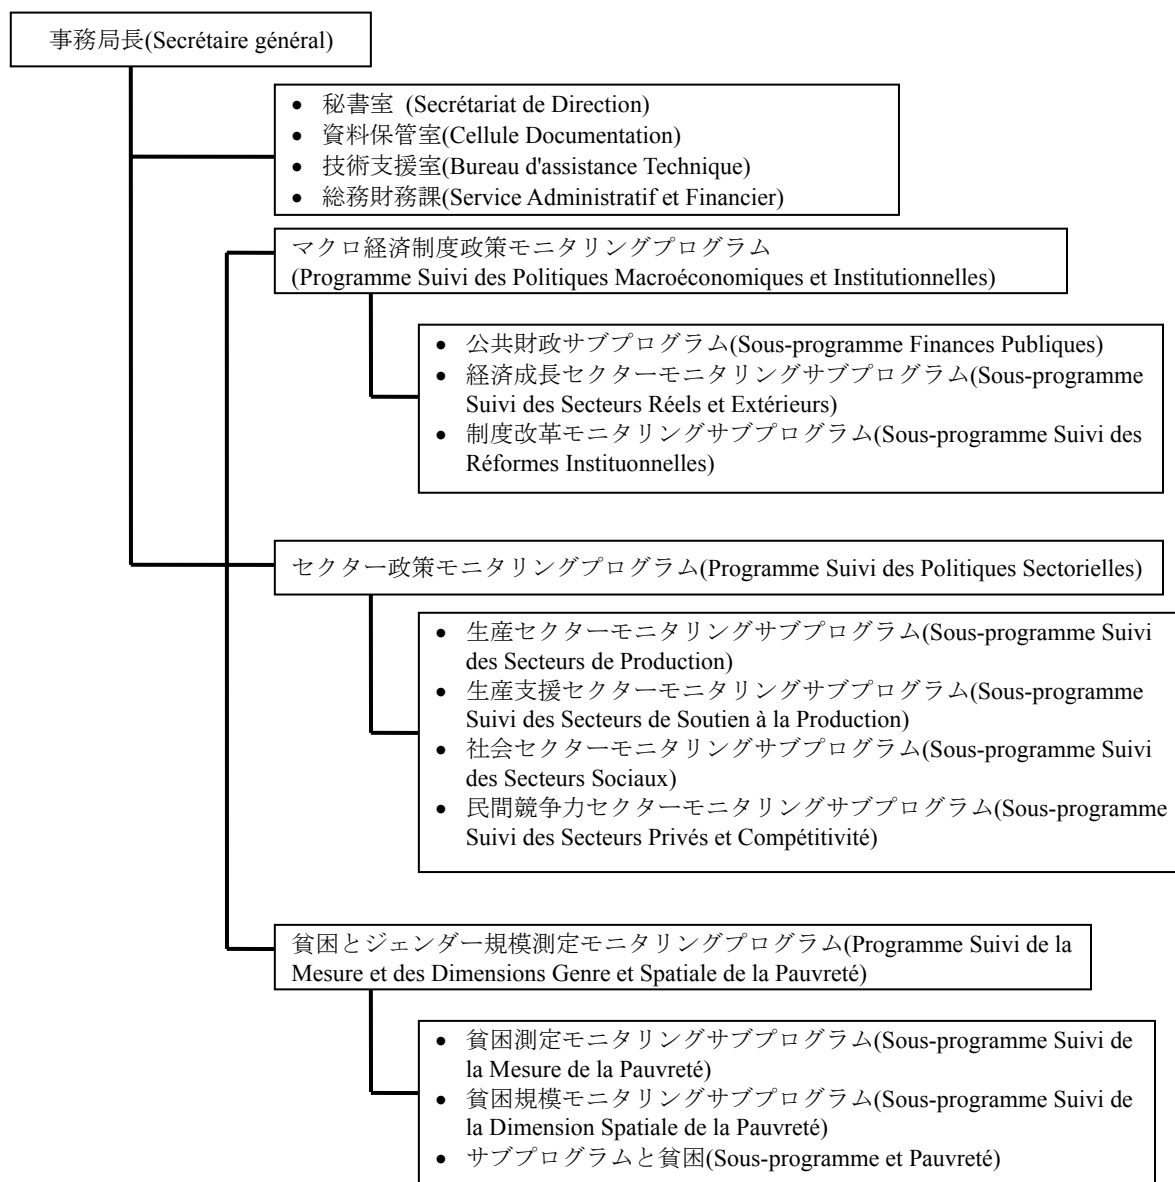 事務局長(Secrétaire général)
• 秘書室 (Secrétariat de Direction)
• 資料保管室(Cellule Documentation)
• 技術支援室(Bureau d'assistance Technique)
• 総務財務課(Service Administratif et Financier)
マクロ経済制度政策モニタリングプログラム
(Programme Suivi des Politiques Macroéconomiques et Institutionnelles)
• 公共財政サブプログラム(Sous-programme Finances Publiques)
• 経済成長セクターモニタリングサブプログラム(Sous-programme
Suivi des Secteurs Réels et Extérieurs)
• 制度改革モニタリングサブプログラム(Sous-programme Suivi des
Réformes Instituonnelles)
セクター政策モニタリングプログラム(Programme Suivi des Politiques Sectorielles)
• 生産セクターモニタリングサブプログラム(Sous-programme Suivi
des Secteurs de Production)
• 生産支援セクターモニタリングサブプログラム(Sous-programme
Suivi des Secteurs de Soutien à la Production)
• 社会セクターモニタリングサブプログラム(Sous-programme Suivi
des Secteurs Sociaux)
• 民間競争力セクターモニタリングサブプログラム(Sous-programme
Suivi des Secteurs Privés et Compétitivité)
貧困とジェンダー規模測定モニタリングプログラム(Programme Suivi de la
Mesure et des Dimensions Genre et Spatiale de la Pauvreté)
• 貧困測定モニタリングサブプログラム(Sous-programme Suivi de
la Mesure de la Pauvreté)
• 貧困規模モニタリングサブプログラム(Sous-programme Suivi de
la Dimension Spatiale de la Pauvreté)
• サブプログラムと貧困(Sous-programme et Pauvreté)